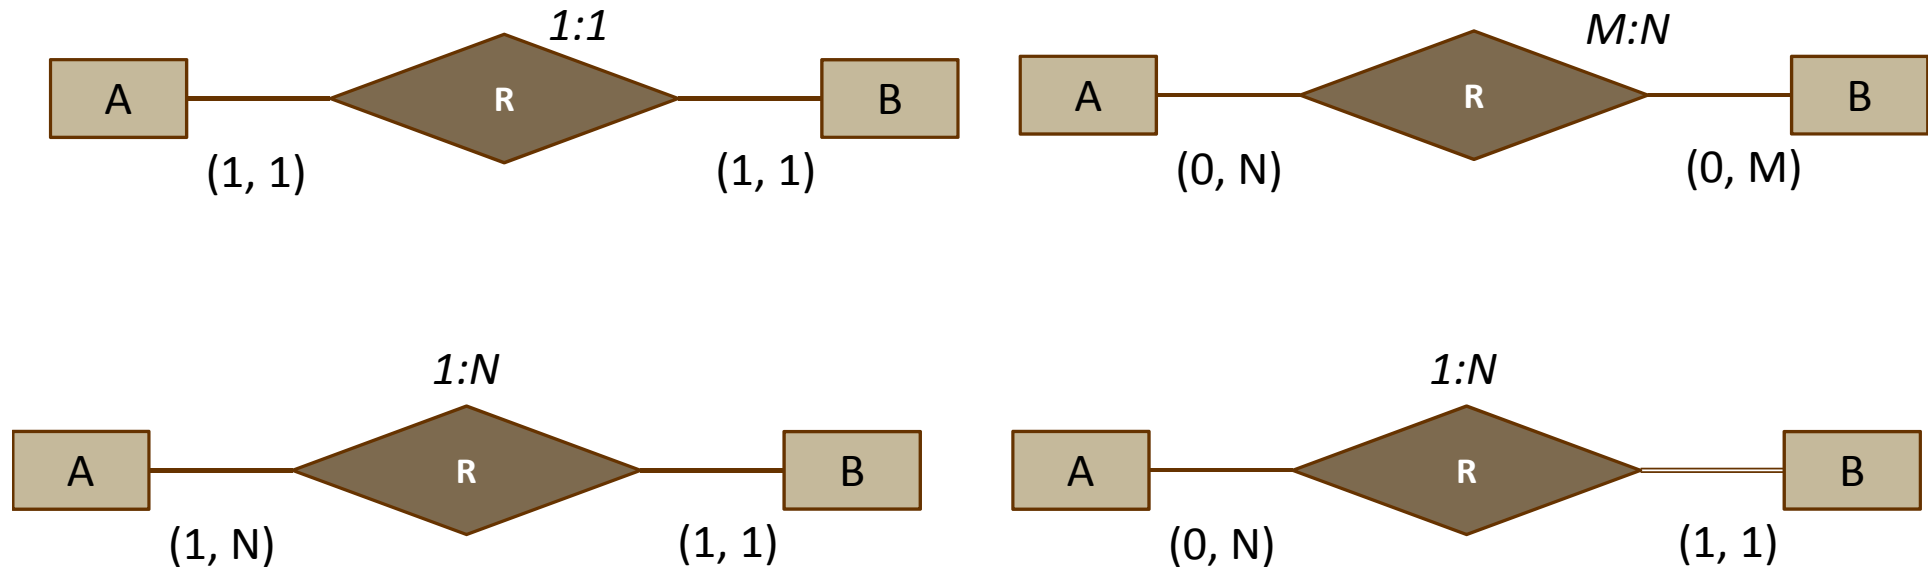 1:1
A R B
(1, 1) (1, 1)
M:N
A R B
(0, N) (0, M)
1:N
A R B
(1, N) (1, 1)
1:N
A R B
(0, N) (1, 1)